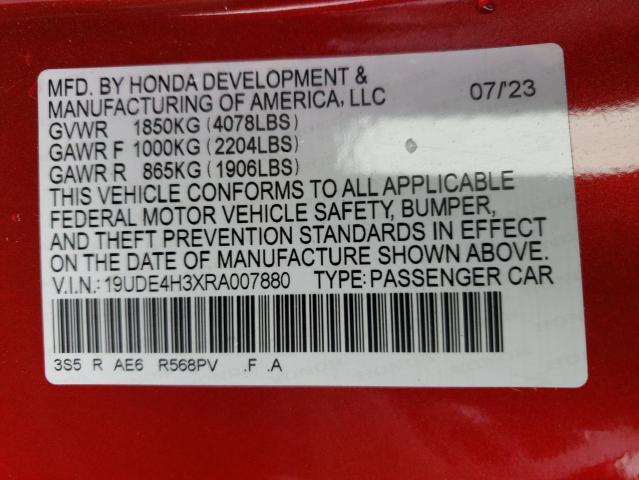 MFD. BY HONDA DEVELOPMENT &
MANUFACTURING OF AMERICA, LLC 07/'23
GVWR 1850KG (4078LBS)
GAWR F 1000KG (2204LBS)
GAWR R 865KG (1906LBS)
THIS VEHICLE CONFORMS TO ALL APPLICABLE
FEDERAL MOTOR VEHICLE SAFETY, BUMPER,
AND THEFT PREVENTION STANDARDS IN EFFECT
ON THE DATE OF MANUFACTURE SHOWN ABOVE.
V.I.N.: 19UDE4H3XRA007880 TYPE: PASSENGER CAR
3S5 R AE6 R568PV .F .A